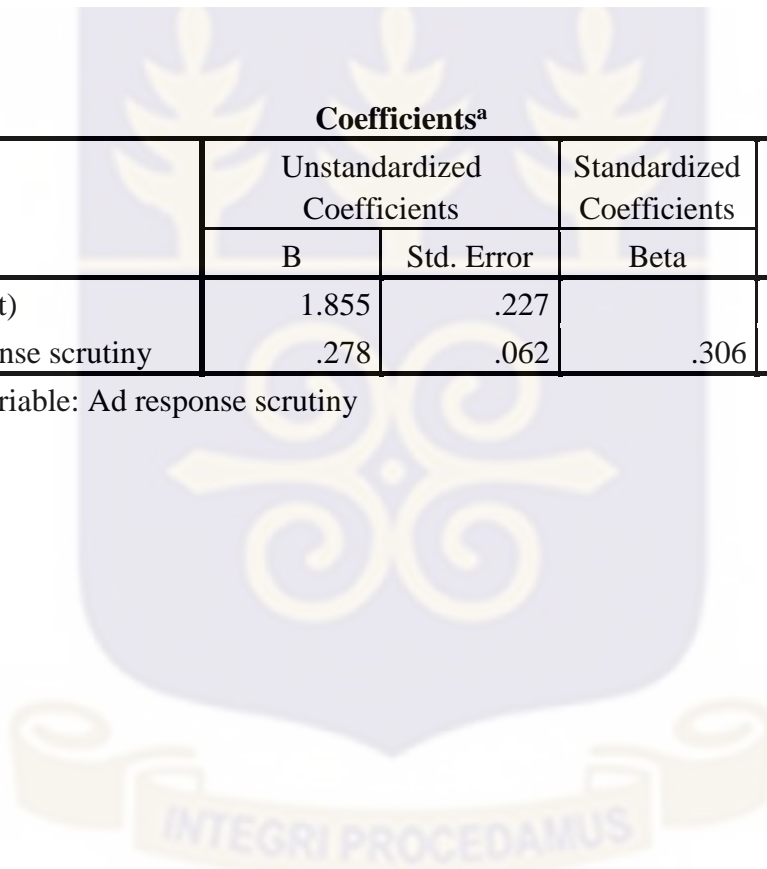 Coefficientsᵃ
Unstandardized Coefficients Standardized Coefficients
B Std. Error Beta
t) 1.855 .227
nse scrutiny .278 .062 .306
riable: Ad response scrutiny
INTEGRI PROCEDAMUS